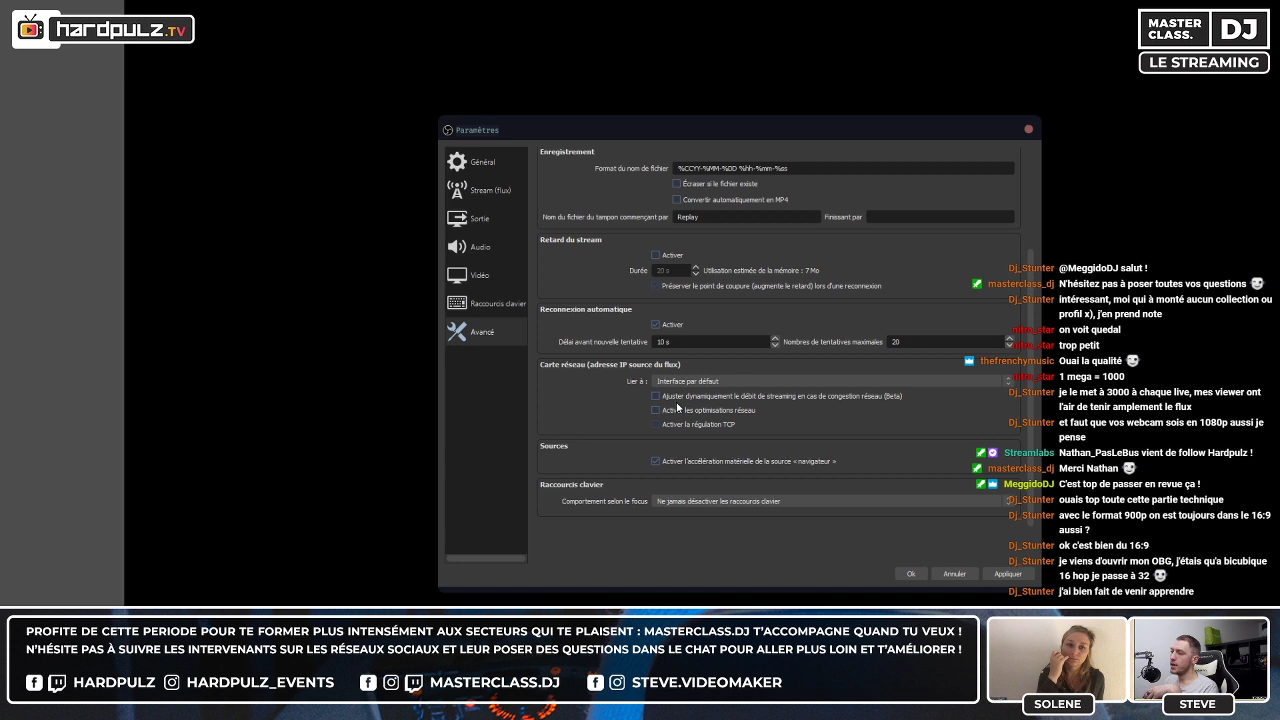 hardpulz.TV
MASTER
CLASS.
DJ
LE STREAMING
Paramètres
Général
Stream (flux)
Sortie
Audio
Vidéo
Raccourcis clavier
Avancé
Enregistrement
Format du nom de fichier %CCYY-%MM-%DD %hh-%mm-%ss
Écraser si le fichier existe
Convertir automatiquement en MP4
Nom du fichier du tampon commençant par Replay Finissant par
Retard du stream
Activer
Durée 20 s Utilisation estimée de la mémoire : 7 Mo
Préserver le point de coupure (augmente le retard) lors d'une reconnexion
Reconnexion automatique
Activer
Délai avant nouvelle tentative 10 s Nombres de tentatives maximales 20
Carte réseau (adresse IP source du flux)
Lier à : Interface par défaut
Ajuster dynamiquement le débit de streaming en cas de congestion réseau (Beta)
Activer les optimisations réseau
Activer la régulation TCP
Sources
Activer l'accélération matérielle de la source « navigateur »
Raccourcis clavier
Comportement selon le focus Ne jamais désactiver les raccourcis clavier
Ok Annuler Appliquer
Dj_Stunter @MeggidoDJ salut !
masterclass_dj N'hésitez pas à poser toutes vos questions
Dj_Stunter intéressant, moi qui à monté aucun collection ou
profil x), j'en prend note
on voit quedal
trop petit
thefrenchymusic Ouai la qualité
1 mega = 1000
Dj_Stunter je le met à 3000 à chaque live, mes viewer ont
l'air de tenir amplement le flux
Dj_Stunter et faut que vos webcam sois en 1080p aussi je
pense
Streamlabs Nathan_PasLeBus vient de follow Hardpulz !
masterclass_dj Merci Nathan
MeggidoDJ C'est top de passer en revue ça !
Dj_Stunter ouais top toute cette partie technique
Dj_Stunter avec le format 900p on est toujours dans le 16:9
aussi ?
Dj_Stunter ok c'est bien du 16:9
Dj_Stunter je viens d'ouvrir mon OBG, j'étais qu'a bicubique
16 hop je passe à 32
Dj_Stunter j'ai bien fait de venir apprendre
PROFITE DE CETTE PERIODE POUR TE FORMER PLUS INTENSÉMENT AUX SECTEURS QUI TE PLAISENT : MASTERCLASS.DJ T'ACCOMPAGNE QUAND TU VEUX !
N'HÉSITE PAS À SUIVRE LES INTERVENANTS SUR LES RÉSEAUX SOCIAUX ET LEUR POSER DES QUESTIONS DANS LE CHAT POUR ALLER PLUS LOIN ET T'AMÉLIORER !
HARDPULZ HARDPULZ_EVENTS MASTERCLASS.DJ STEVE.VIDEOMAKER
SOLENE
STEVE